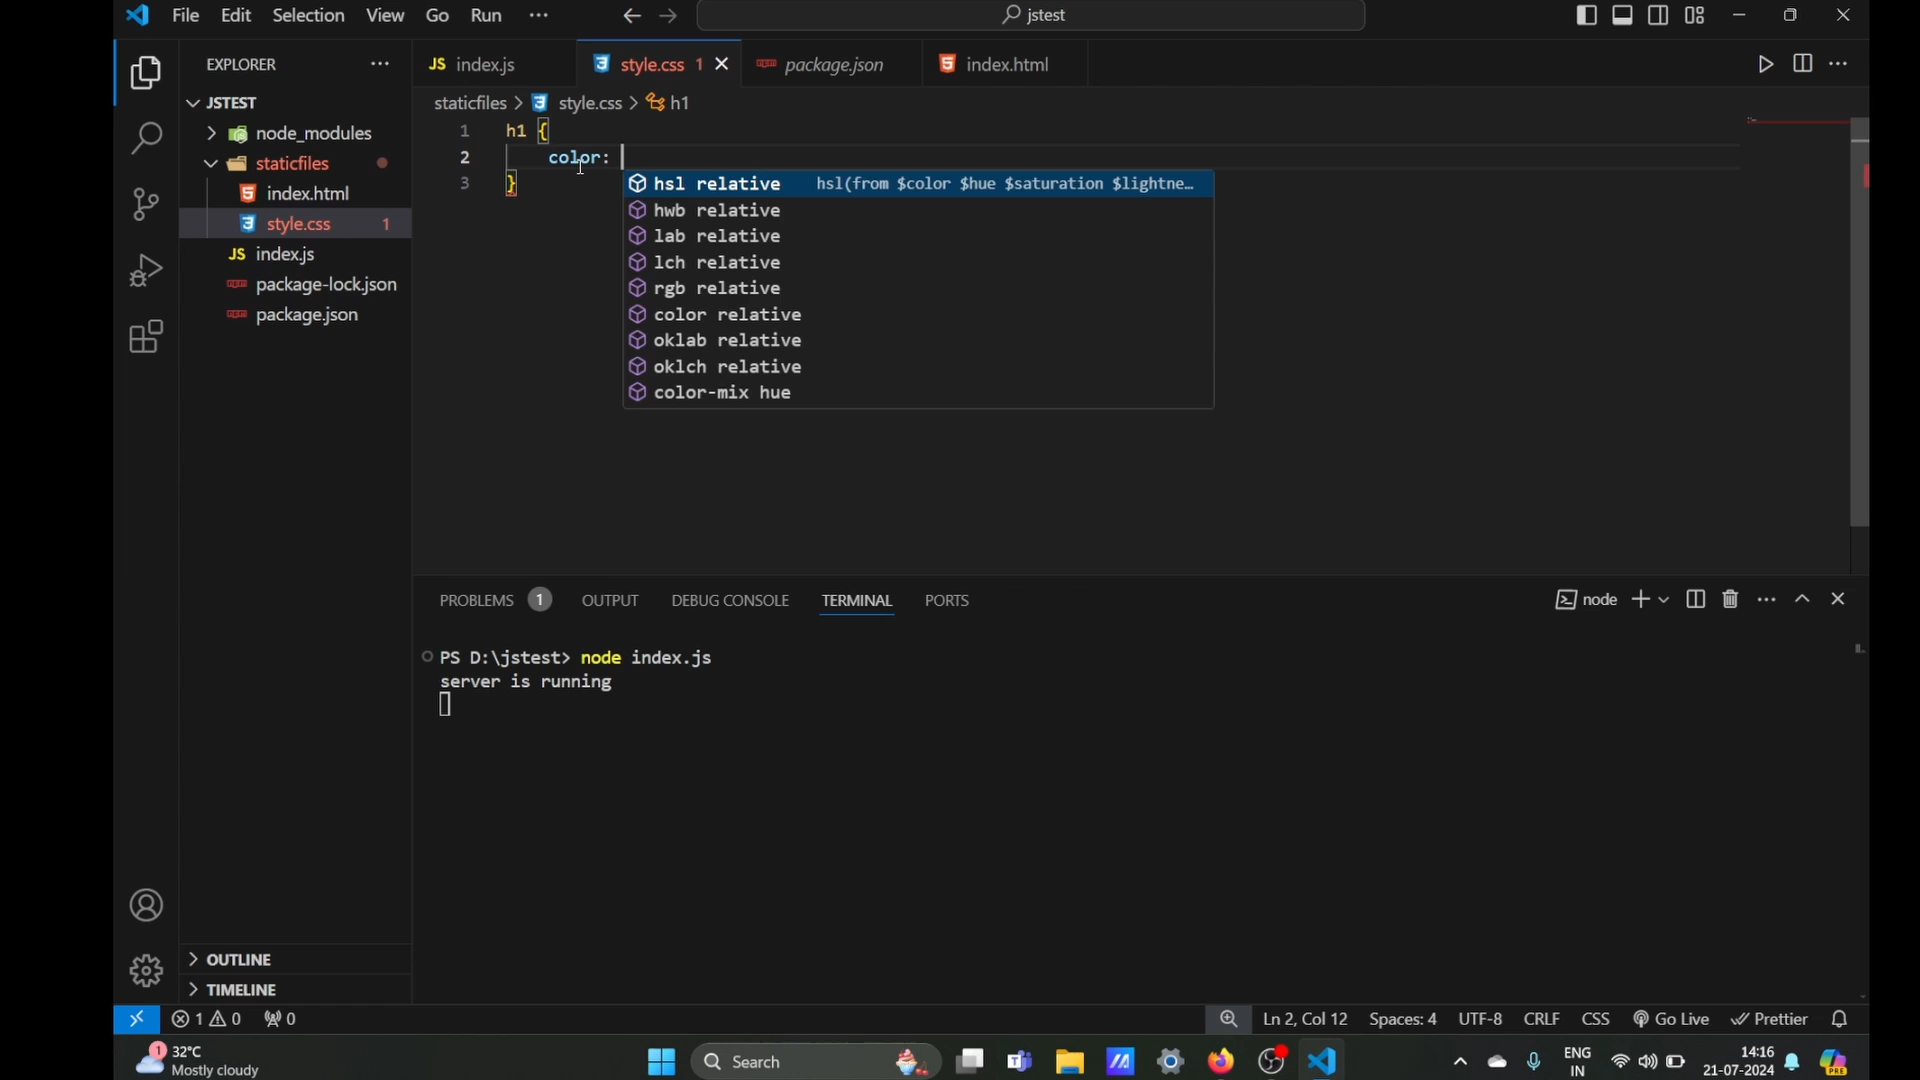 File Edit Selection View Go Run ··· jstest
EXPLORER ···
JS index.js style.css 1 package.json index.html ···
JSTEST
staticfiles > style.css > h1
node_modules
staticfiles
index.html
style.css 1
JS index.js
package-lock.json
package.json
OUTLINE
TIMELINE
1 h1 {
2 color:
3 }
hsl relative hsl(from $color $hue $saturation $lightne…
hwb relative
lab relative
lch relative
rgb relative
color relative
oklab relative
oklch relative
color-mix hue
PROBLEMS 1 OUTPUT DEBUG CONSOLE TERMINAL PORTS node ···
PS D:\jstest> node index.js
server is running
1 0 0 Ln 2, Col 12 Spaces: 4 UTF-8 CRLF CSS Go Live Prettier
1 32°C
Mostly cloudy
Search
ENG
IN
14:16
21-07-2024
PRE